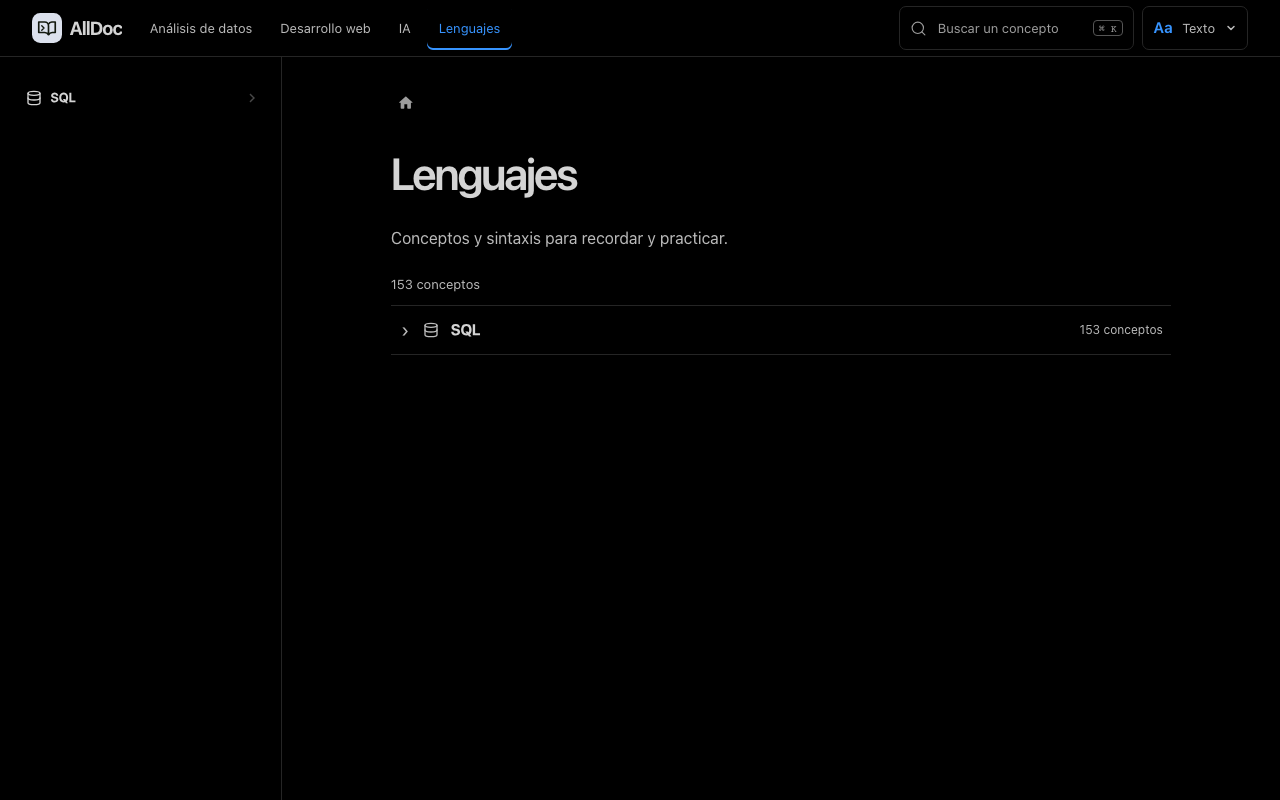 AllDoc
Análisis de datos
Desarrollo web
IA
Lenguajes
Buscar un concepto
⌘ K
Aa Texto
SQL
Lenguajes
Conceptos y sintaxis para recordar y practicar.
153 conceptos
SQL
153 conceptos